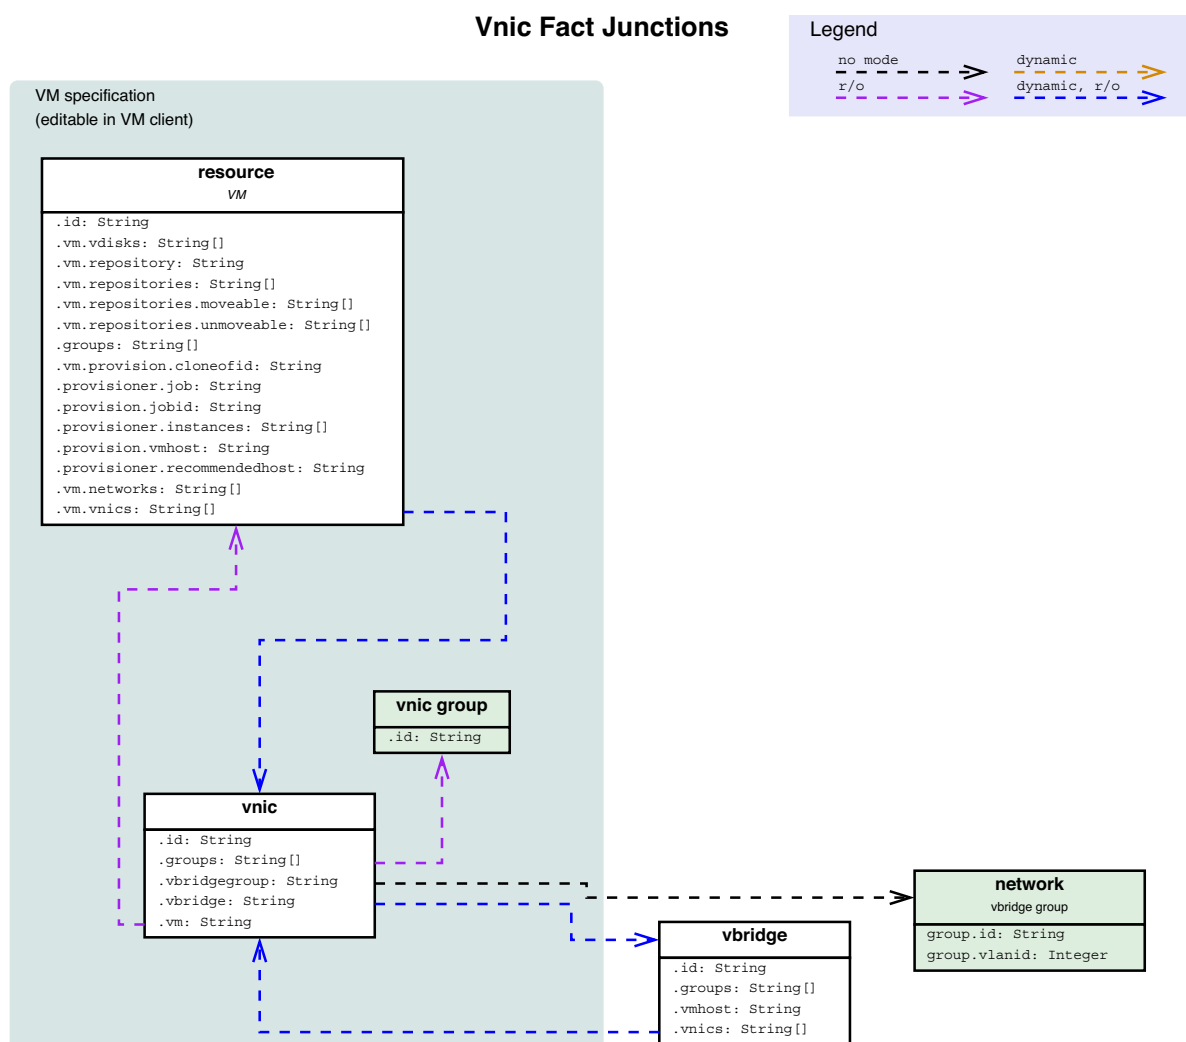 Vnic Fact Junctions
Legend
no mode
dynamic
r/o
dynamic, r/o
VM specification
(editable in VM client)
resource
VM
.id: String
.vm.vdisks: String[]
.vm.repository: String
.vm.repositories: String[]
.vm.repositories.moveable: String[]
.vm.repositories.unmoveable: String[]
.groups: String[]
.vm.provision.cloneofid: String
.provisioner.job: String
.provision.jobid: String
.provisioner.instances: String[]
.provision.vmhost: String
.provisioner.recommendedhost: String
.vm.networks: String[]
.vm.vnics: String[]
vnic group
.id: String
vnic
.id: String
.groups: String[]
.vbridgegroup: String
.vbridge: String
.vm: String
network
vbridge group
group.id: String
group.vlanid: Integer
vbridge
.id: String
.groups: String[]
.vmhost: String
.vnics: String[]